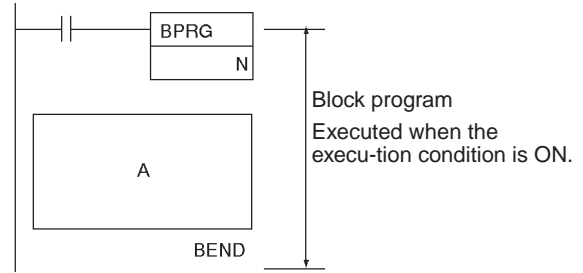 BPRG
N
Block program
Executed when the
execu-tion condition is ON.
A
BEND